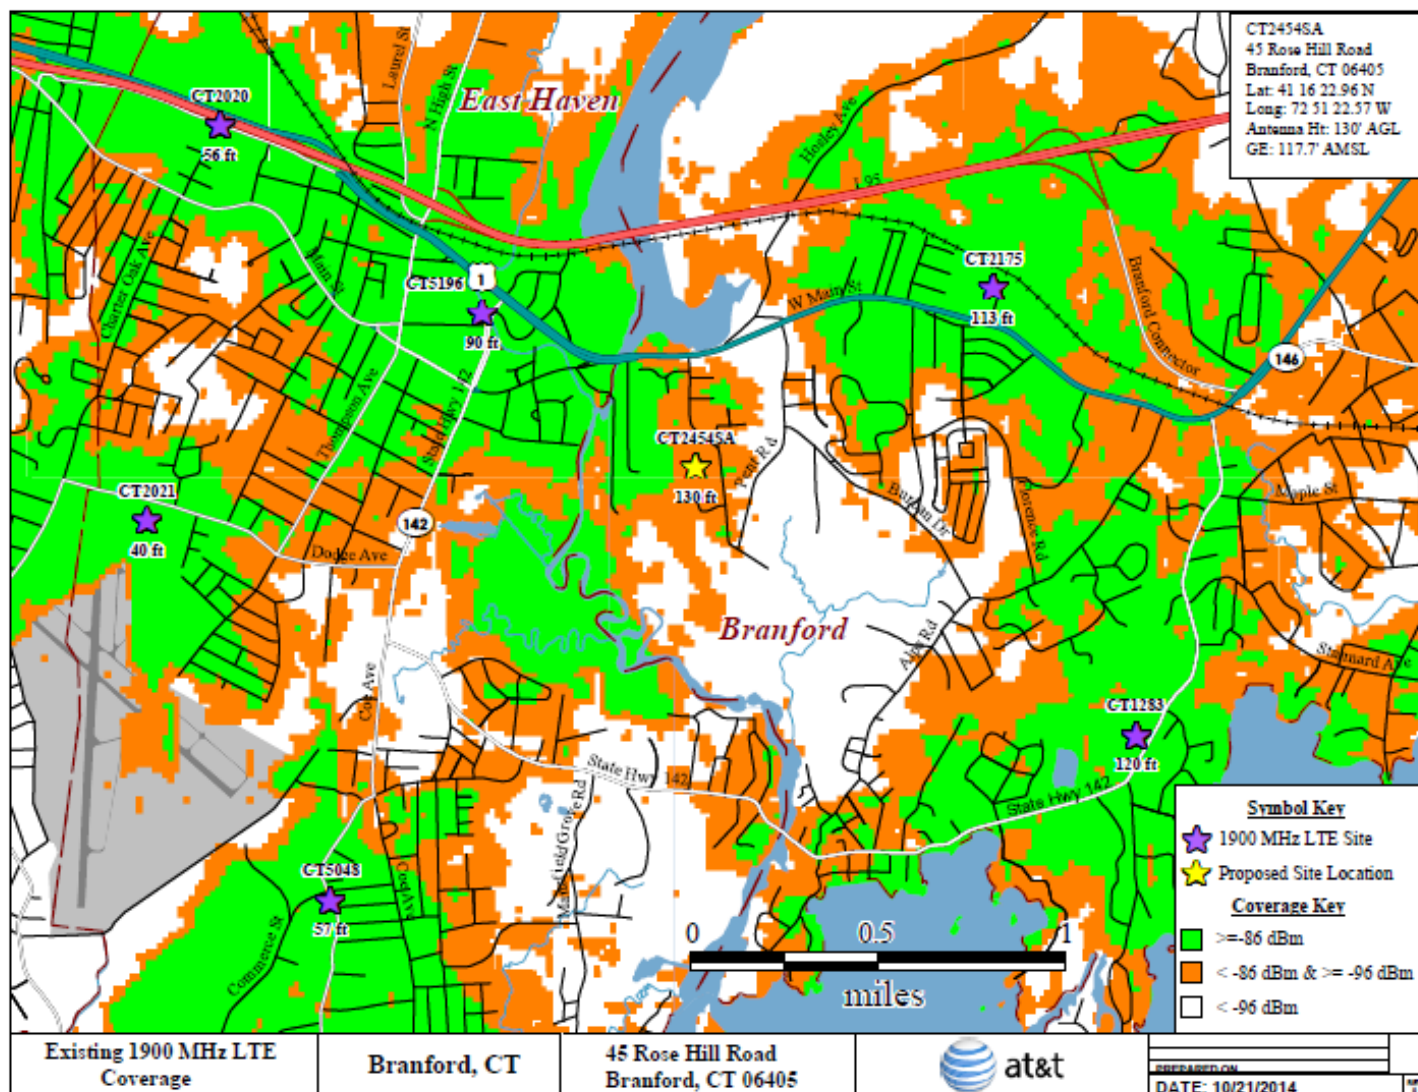 CT2454SA
45 Rose Hill Road
Branford, CT 06405
Lat: 41 16 22.96 N
Long: 72 51 22.57 W
Antenna Ht: 130' AGL
GE: 117.7' AMSL
Laurel St
N High St
East Haven
CT2020
56 ft
Hosley Ave
I 95
Charter Oak Ave
Main St
CT5196
1
90 ft
W Main St
CT2175
113 ft
Branford Connector
146
Thompson Ave
State Hwy 142
CT2454SA
130 ft
Pent Rd
Burban Dr
Florence Rd
Maple St
CT2021
40 ft
142
Dodge Ave
Branford
Alps Rd
Stannard Ave
Coe Ave
CT1283
120 ft
State Hwy 142
State Hwy 142
Mansfield Grove Rd
CT5048
57 ft
Coe Ave
Commerce St
0 0.5 1
miles
Symbol Key
1900 MHz LTE Site
Proposed Site Location
Coverage Key
>=-86 dBm
< -86 dBm & >= -96 dBm
< -96 dBm
Existing 1900 MHz LTE
Coverage
Branford, CT
45 Rose Hill Road
Branford, CT 06405
at&t
PREPARED ON
DATE: 10/21/2014